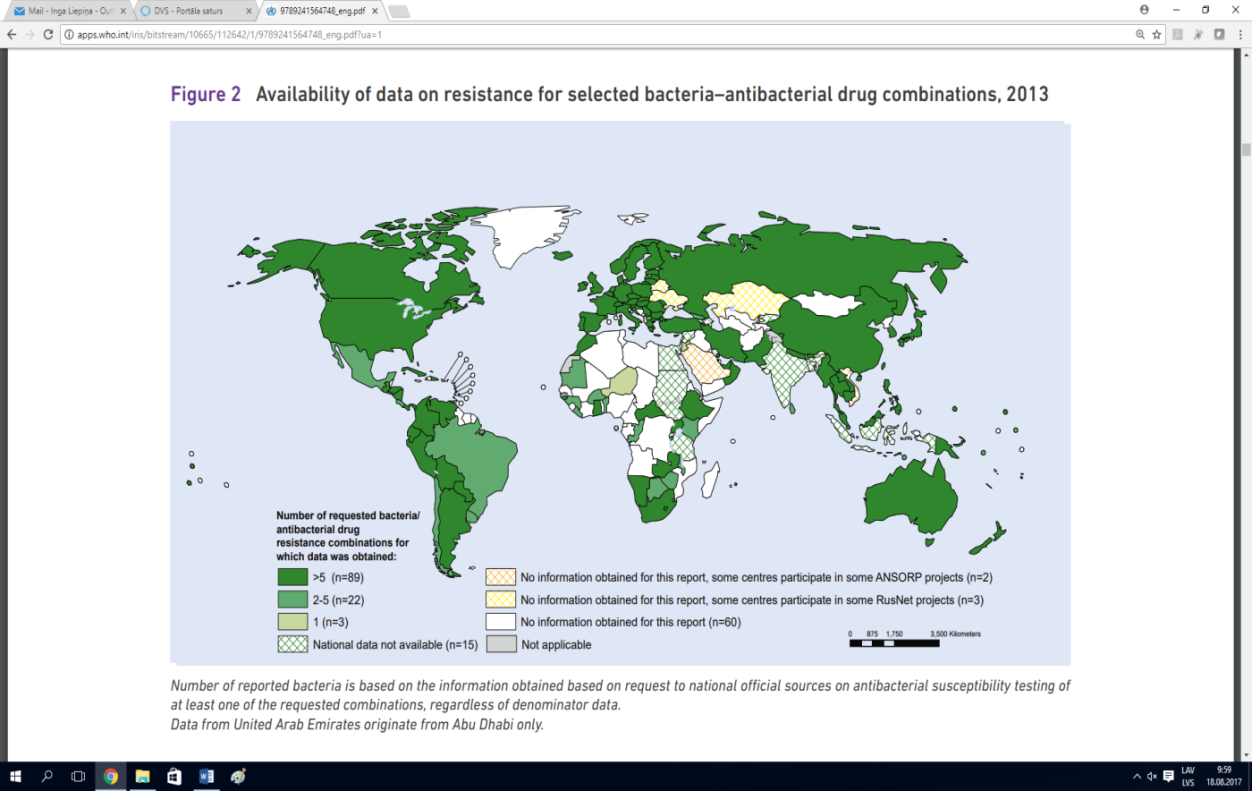 Mail - Inga Liepiņa - Out
DVS - Portāla saturs
9789241564748_eng.pdf
apps.who.int/iris/bitstream/10665/112642/1/9789241564748_eng.pdf?ua=1
Figure 2 Availability of data on resistance for selected bacteria–antibacterial drug combinations, 2013
Number of requested bacteria/
antibacterial drug
resistance combinations for
which data was obtained:
>5 (n=89)
2-5 (n=22)
1 (n=3)
National data not available (n=15)
No information obtained for this report, some centres participate in some ANSORP projects (n=2)
No information obtained for this report, some centres participate in some RusNet projects (n=3)
No information obtained for this report (n=60)
Not applicable
0 875 1,750 3,500 Kilometers
Number of reported bacteria is based on the information obtained based on request to national official sources on antibacterial susceptibility testing of
at least one of the requested combinations, regardless of denominator data.
Data from United Arab Emirates originate from Abu Dhabi only.
LAV
LVS
9:59
18.08.2017